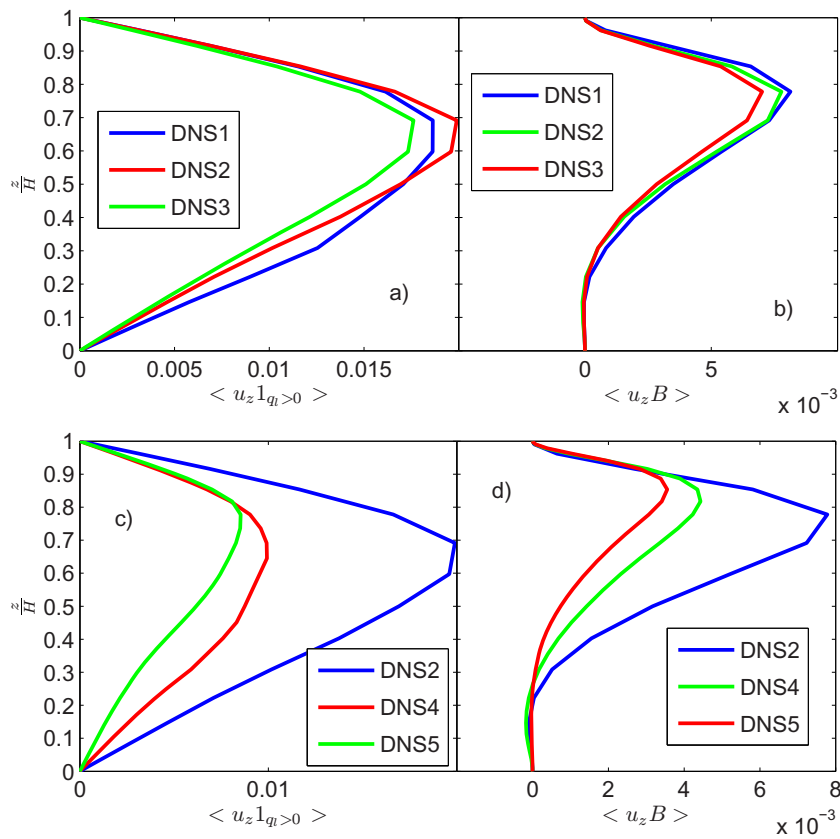 1
0.9
0.8
0.7
0.6
0.5
0.4
0.3
0.2
0.1
0
z/H
DNS1
DNS2
DNS3
a)
0 0.005 0.01 0.015
< u_z 1_{q_l>0} >
DNS1
DNS2
DNS3
b)
0 5
x 10^{-3}
< u_z B >
1
0.9
0.8
0.7
0.6
0.5
0.4
0.3
0.2
0.1
0
z/H
c)
DNS2
DNS4
DNS5
0 0.01
< u_z 1_{q_l>0} >
d)
DNS2
DNS4
DNS5
0 2 4 6 8
x 10^{-3}
< u_z B >